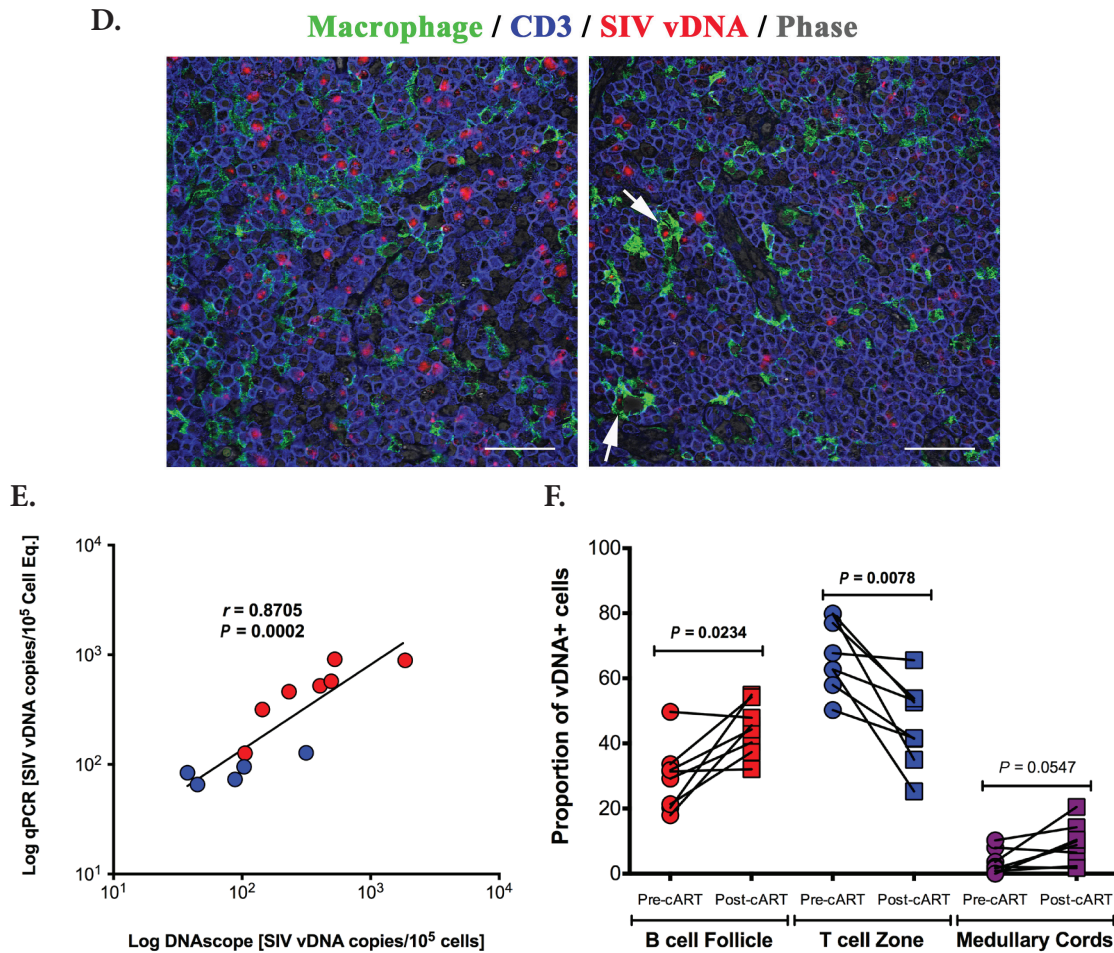 D.
Macrophage / CD3 / SIV vDNA / Phase
E.
Log qPCR [SIV vDNA copies/10⁵ Cell Eq.]
10⁴
10³
10²
10¹
r = 0.8705
P = 0.0002
10¹ 10² 10³ 10⁴
Log DNAscope [SIV vDNA copies/10⁵ cells]
F.
Proportion of vDNA+ cells
100
80
60
40
20
0
P = 0.0234
P = 0.0078
P = 0.0547
Pre-cART Post-cART Pre-cART Post-cART Pre-cART Post-cART
B cell Follicle T cell Zone Medullary Cords